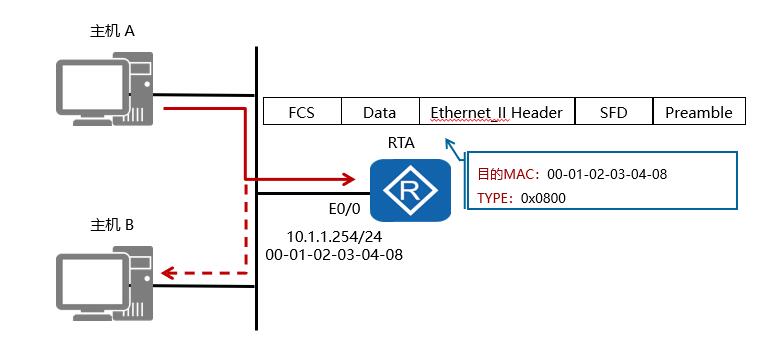 主机 A
FCS Data Ethernet_II Header SFD Preamble
RTA
目的MAC：00-01-02-03-04-08
TYPE：0x0800
R
E0/0
10.1.1.254/24
00-01-02-03-04-08
主机 B